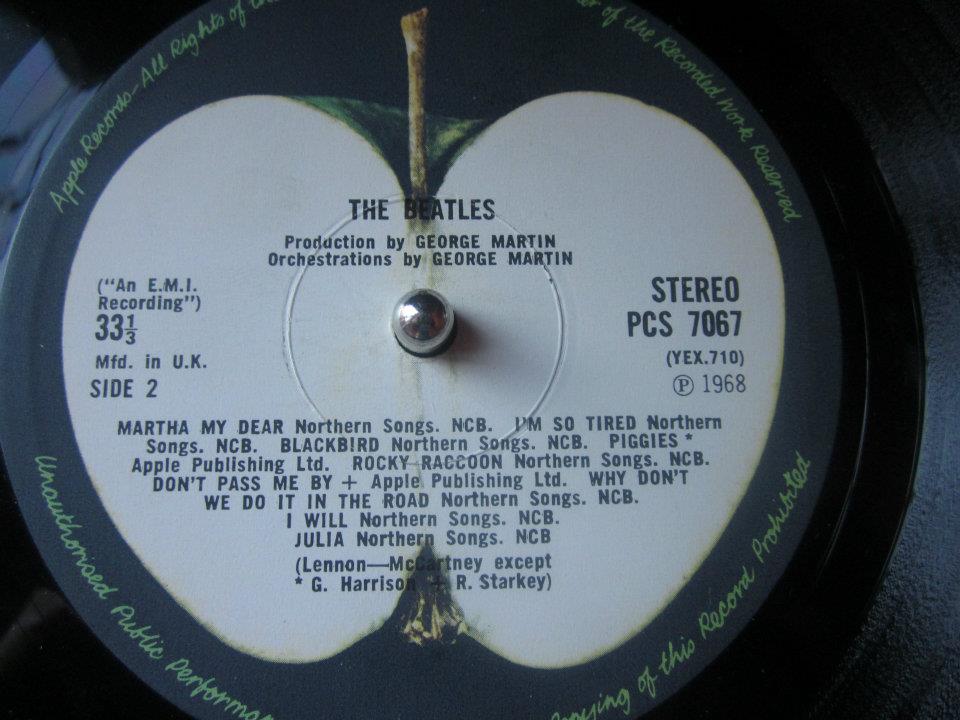 Apple Records—All Rights of th
er of the Recorded Work Reserved
THE BEATLES
Production by GEORGE MARTIN
Orchestrations by GEORGE MARTIN
("An E.M.I.
Recording")
33⅓
Mfd. in U.K.
SIDE 2
STEREO
PCS 7067
(YEX.710)
℗ 1968
MARTHA MY DEAR Northern Songs. NCB. I'M SO TIRED Northern
Songs. NCB. BLACKBIRD Northern Songs. NCB. PIGGIES *
Apple Publishing Ltd. ROCKY RACCOON Northern Songs. NCB.
DON'T PASS ME BY + Apple Publishing Ltd. WHY DON'T
WE DO IT IN THE ROAD Northern Songs. NCB.
I WILL Northern Songs. NCB.
JULIA Northern Songs. NCB
(Lennon—McCartney except
* G. Harrison + R. Starkey)
Unauthorised Public Performan
opying of this Record Prohibited